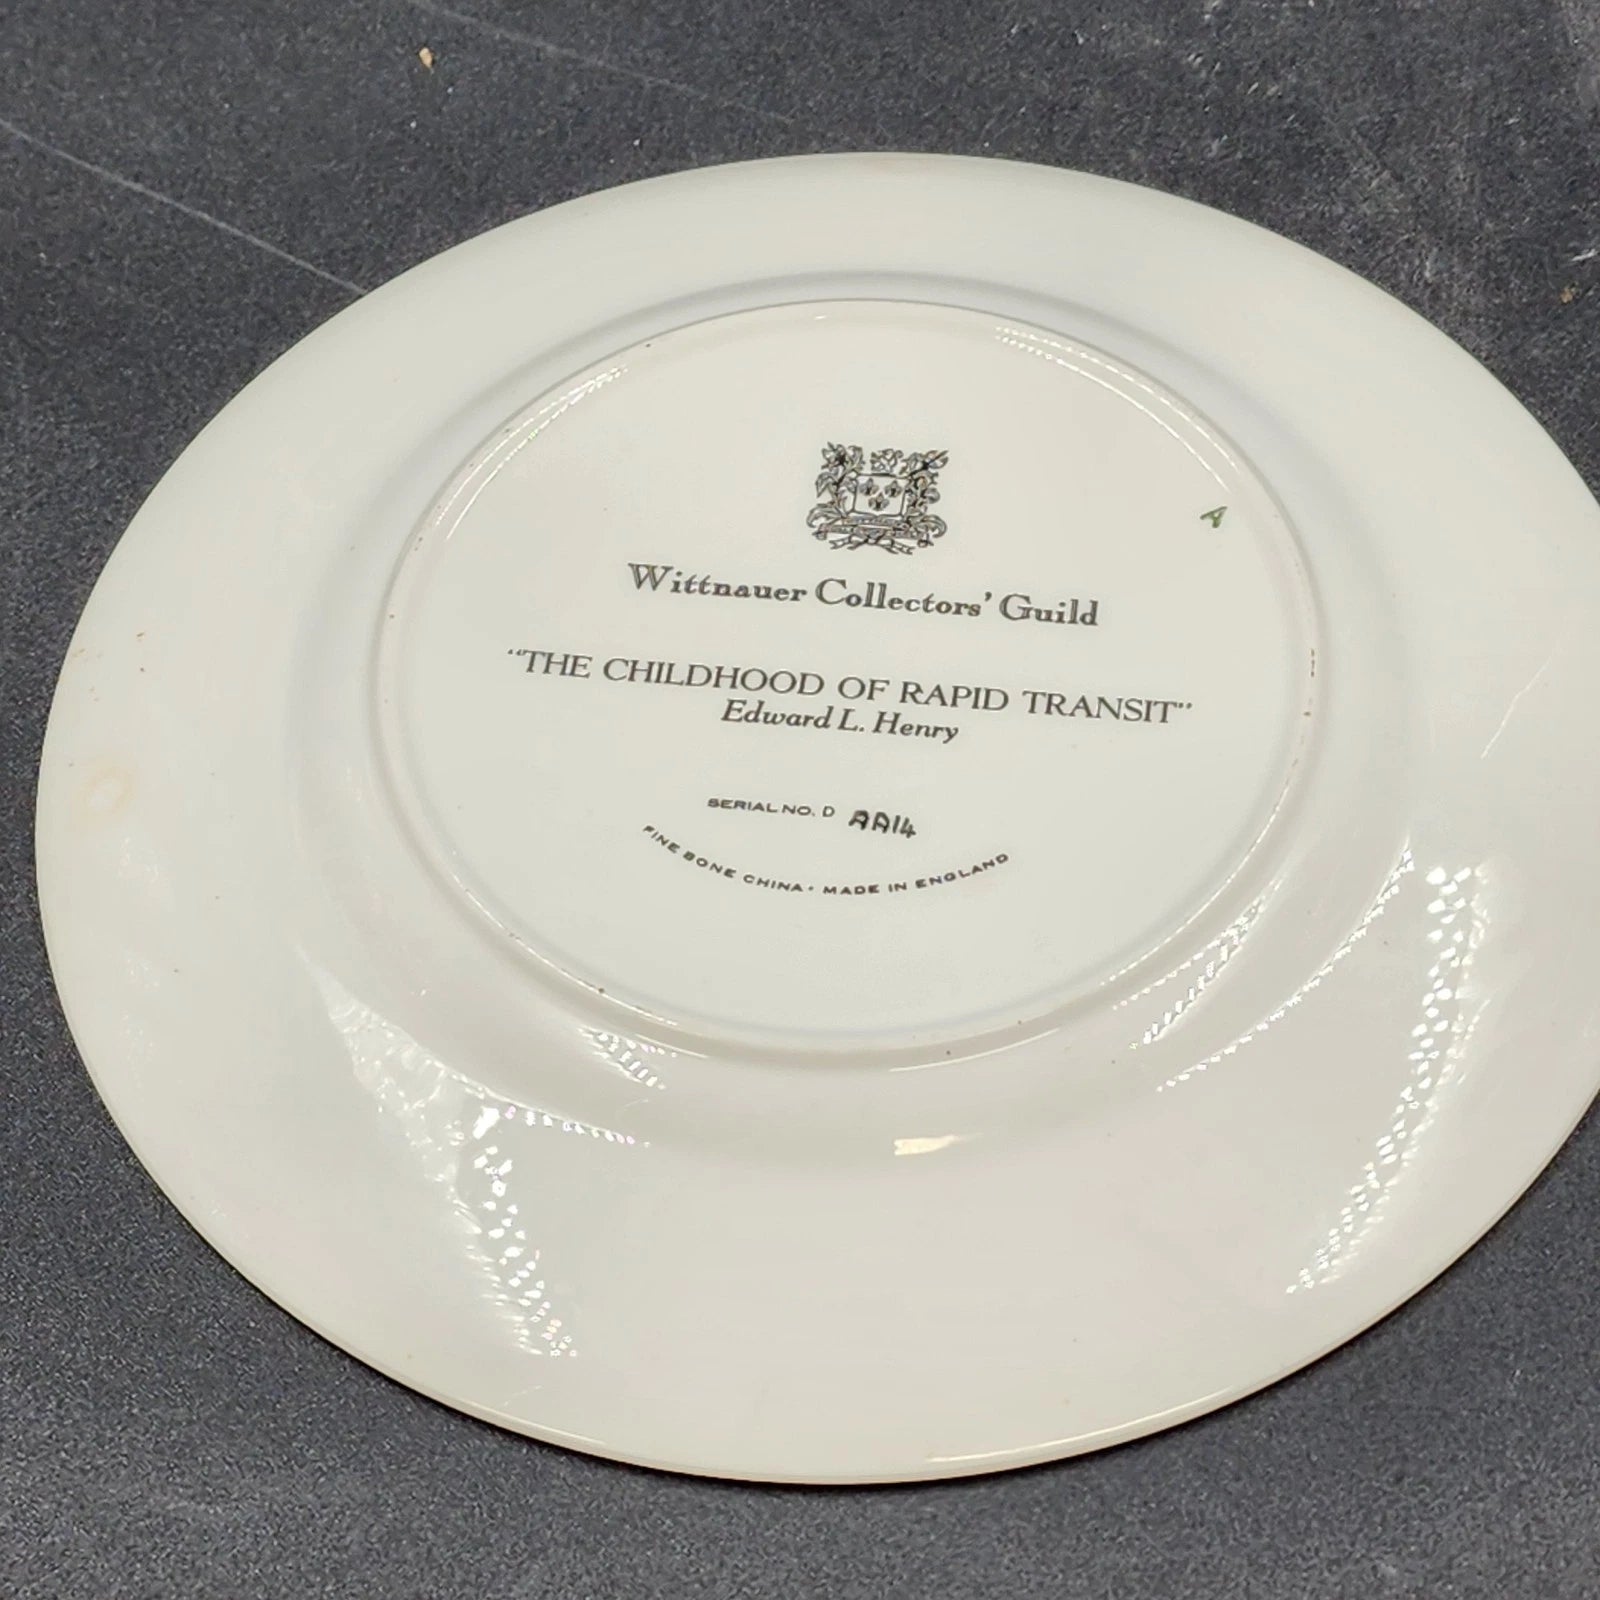 Wittnauer Collectors' Guild
"THE CHILDHOOD OF RAPID TRANSIT"
Edward L. Henry
SERIAL NO. D AA14
FINE BONE CHINA · MADE IN ENGLAND
A